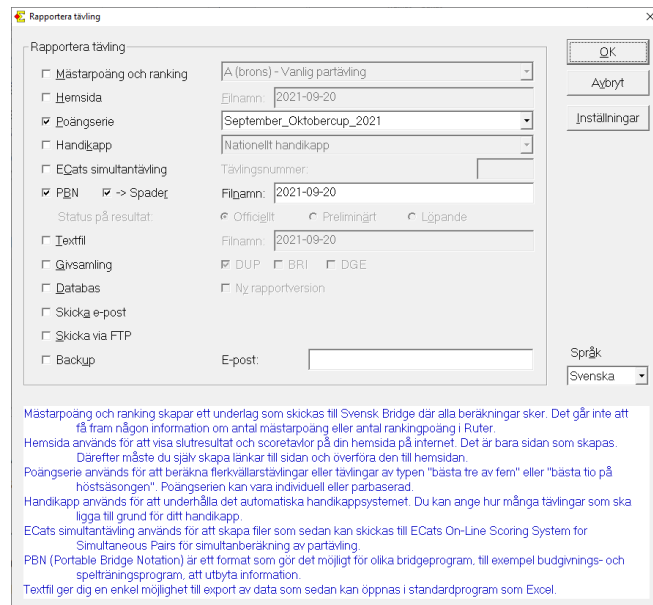 Rapportera tävling
Rapportera tävling
OK
Mästarpoäng och ranking A (brons) - Vanlig partävling
Avbryt
Hemsida Filnamn: 2021-09-20
Poängserie September_Oktobercup_2021 Inställningar
Handikapp Nationellt handikapp
ECats simultantävling Tävlingsnummer:
PBN -> Spader Filnamn: 2021-09-20
Status på resultat: Officiellt Preliminärt Löpande
Textfil Filnamn: 2021-09-20
Givsamling DUP BRI DGE
Databas Ny rapportversion
Skicka e-post
Skicka via FTP
Språk
Backup E-post:
Svenska
Mästarpoäng och ranking skapar ett underlag som skickas till Svensk Bridge där alla beräkningar sker. Det går inte att
få fram någon information om antal mästarpoäng eller antal rankingpoäng i Ruter.
Hemsida används för att visa slutresultat och scoretavlor på din hemsida på internet. Det är bara sidan som skapas.
Därefter måste du själv skapa länkar till sidan och överföra den till hemsidan.
Poängserie används för att beräkna flerkvällarstävlingar eller tävlingar av typen "bästa tre av fem" eller "bästa tio på
höstsäsongen". Poängserien kan vara individuell eller parbaserad.
Handikapp används för att underhålla det automatiska handikappsystemet. Du kan ange hur många tävlingar som ska
ligga till grund för ditt handikapp.
ECats simultantävling används för att skapa filer som sedan kan skickas till ECats On-Line Scoring System for
Simultaneous Pairs för simultanberäkning av partävling.
PBN (Portable Bridge Notation) är ett format som gör det möjligt för olika bridgeprogram, till exempel budgivnings- och
spelträningsprogram, att utbyta information.
Textfil ger dig en enkel möjlighet till export av data som sedan kan öppnas i standardprogram som Excel.